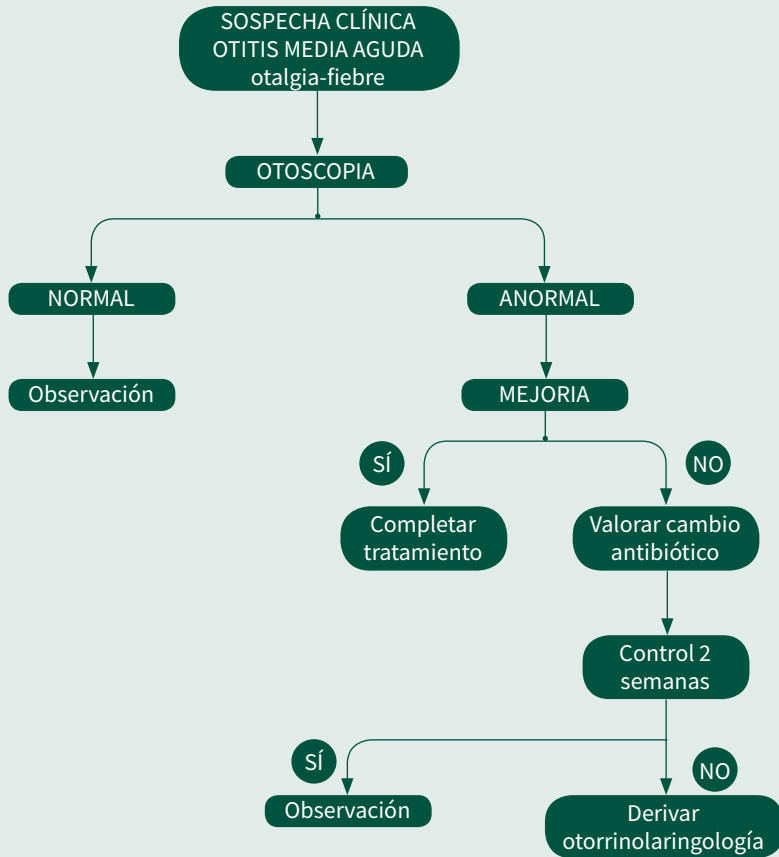 SOSPECHA CLÍNICA
OTITIS MEDIA AGUDA
otalgia-fiebre
OTOSCOPIA
NORMAL
ANORMAL
Observación
MEJORIA
SÍ
NO
Completar
tratamiento
Valorar cambio
antibiótico
Control 2
semanas
SÍ
NO
Observación
Derivar
otorrinolaringología